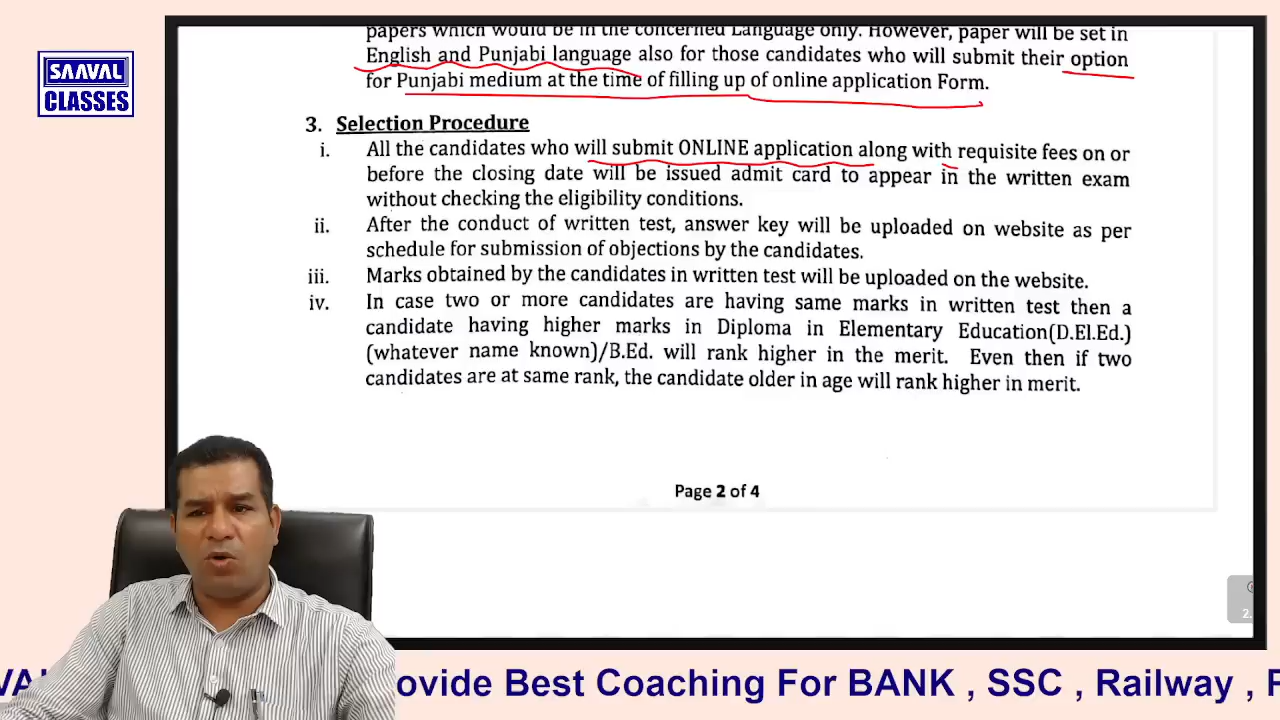 SAAVAL
CLASSES
papers which would be in the concerned Language only. However, paper will be set in
English and Punjabi language also for those candidates who will submit their option
for Punjabi medium at the time of filling up of online application Form.
3. Selection Procedure
i. All the candidates who will submit ONLINE application along with requisite fees on or
before the closing date will be issued admit card to appear in the written exam
without checking the eligibility conditions.
ii. After the conduct of written test, answer key will be uploaded on website as per
schedule for submission of objections by the candidates.
iii. Marks obtained by the candidates in written test will be uploaded on the website.
iv. In case two or more candidates are having same marks in written test then a
candidate having higher marks in Diploma in Elementary Education(D.El.Ed.)
(whatever name known)/B.Ed. will rank higher in the merit. Even then if two
candidates are at same rank, the candidate older in age will rank higher in merit.
Page 2 of 4
2.
Best Coaching For BANK , SSC , Railway ,